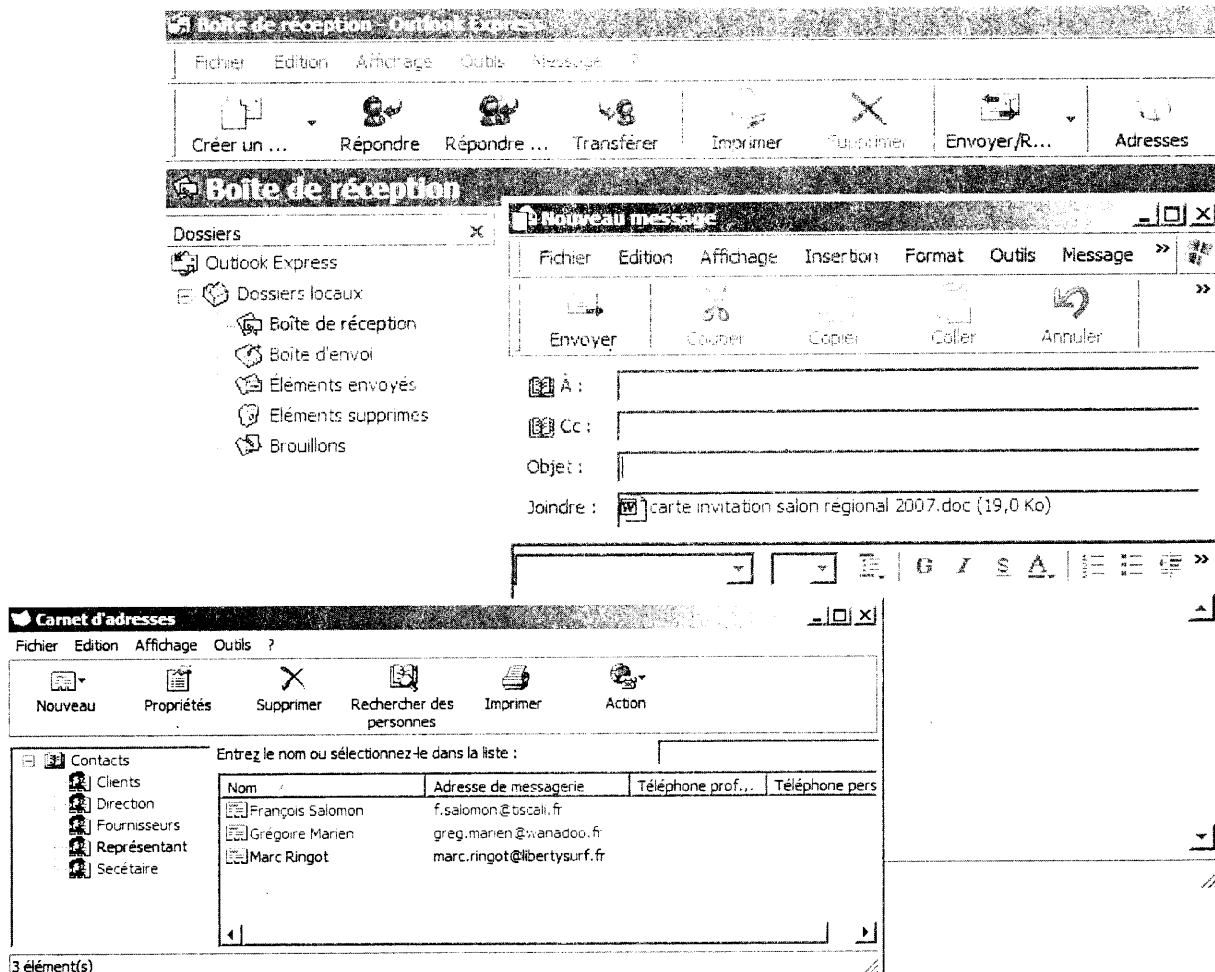 Boîte de réception - Outlook Express
Fichier Edition Affichage Outils Message ?
Créer un ... Répondre Répondre ... Transférer Imprimer Supprimer Envoyer/R... Adresses
Boîte de réception
Dossiers
Outlook Express
Dossiers locaux
Boîte de réception
Boîte d'envoi
Éléments envoyés
Eléments supprimes
Brouillons
Nouveau message
Fichier Edition Affichage Insertion Format Outils Message »
Envoyer Couper Copier Coller Annuler »
À :
Cc :
Objet :
Joindre : carte invitation salon régional 2007.doc (19,0 Ko)
G I S A »
Carnet d'adresses
Fichier Edition Affichage Outils ?
Nouveau Propriétés Supprimer Rechercher des personnes Imprimer Action
Contacts
Clients
Direction
Fournisseurs
Représentant
Secétaire
Entrez le nom ou sélectionnez-le dans la liste :
Nom Adresse de messagerie Téléphone prof... Téléphone pers
François Salomon f.salomon@tiscali.fr
Grégoire Marien greg.marien@wanadoo.fr
Marc Ringot marc.ringot@libertysurf.fr
3 élément(s)